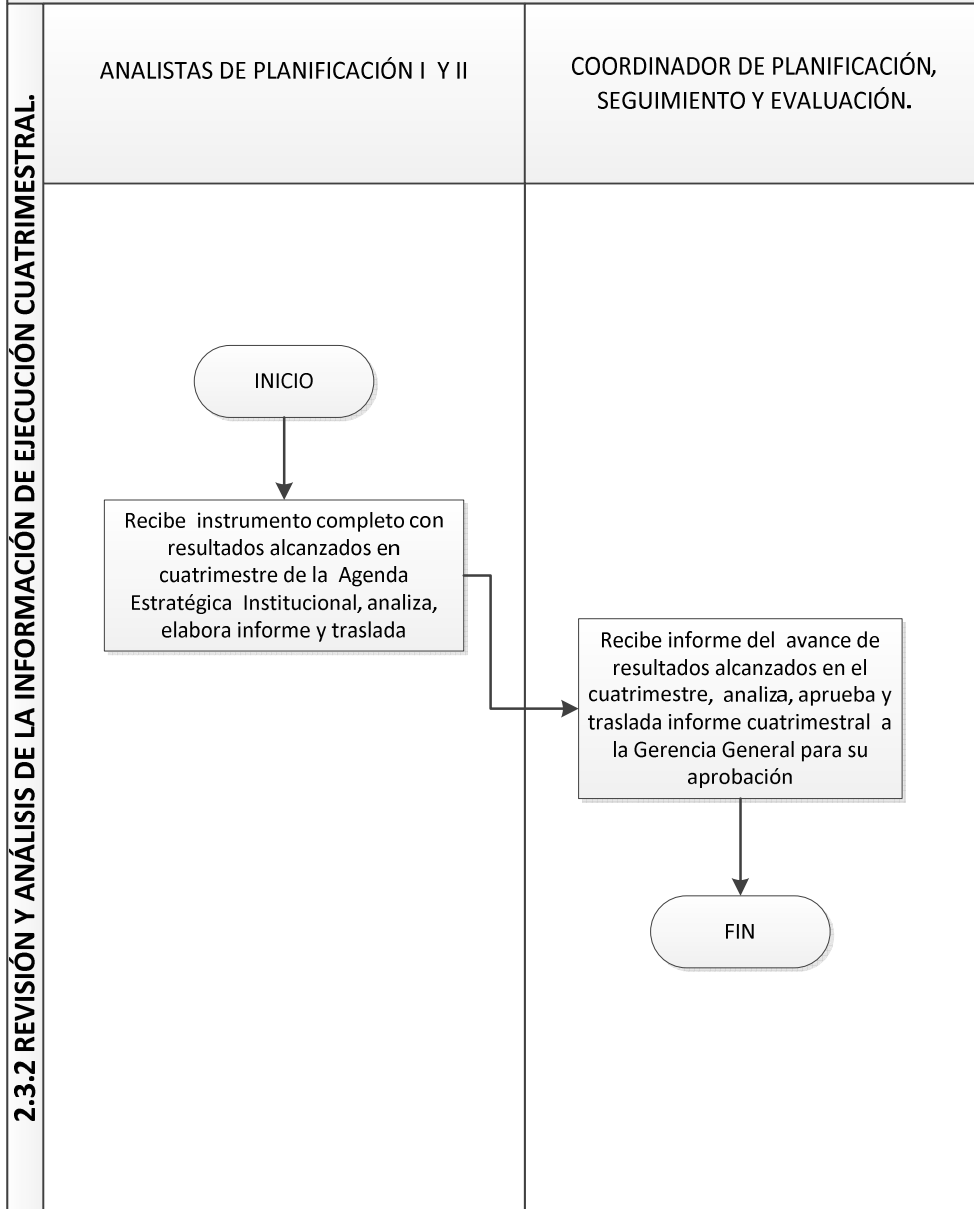 2.3.2 REVISIÓN Y ANÁLISIS DE LA INFORMACIÓN DE EJECUCIÓN CUATRIMESTRAL.
ANALISTAS DE PLANIFICACIÓN I Y II
COORDINADOR DE PLANIFICACIÓN,
SEGUIMIENTO Y EVALUACIÓN.
INICIO
Recibe instrumento completo con
resultados alcanzados en
cuatrimestre de la Agenda
Estratégica Institucional, analiza,
elabora informe y traslada
Recibe informe del avance de
resultados alcanzados en el
cuatrimestre, analiza, aprueba y
traslada informe cuatrimestral a
la Gerencia General para su
aprobación
FIN